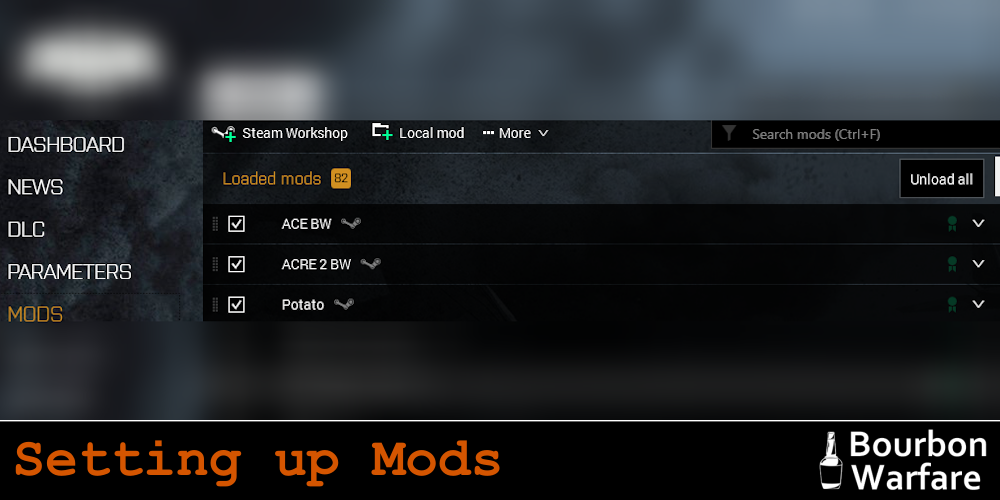 DASHBOARD
NEWS
DLC
PARAMETERS
MODS
Steam Workshop Local mod ··· More Search mods (Ctrl+F)
Loaded mods 82 Unload all
ACE BW
ACRE 2 BW
Potato
Setting up Mods
Bourbon
Warfare